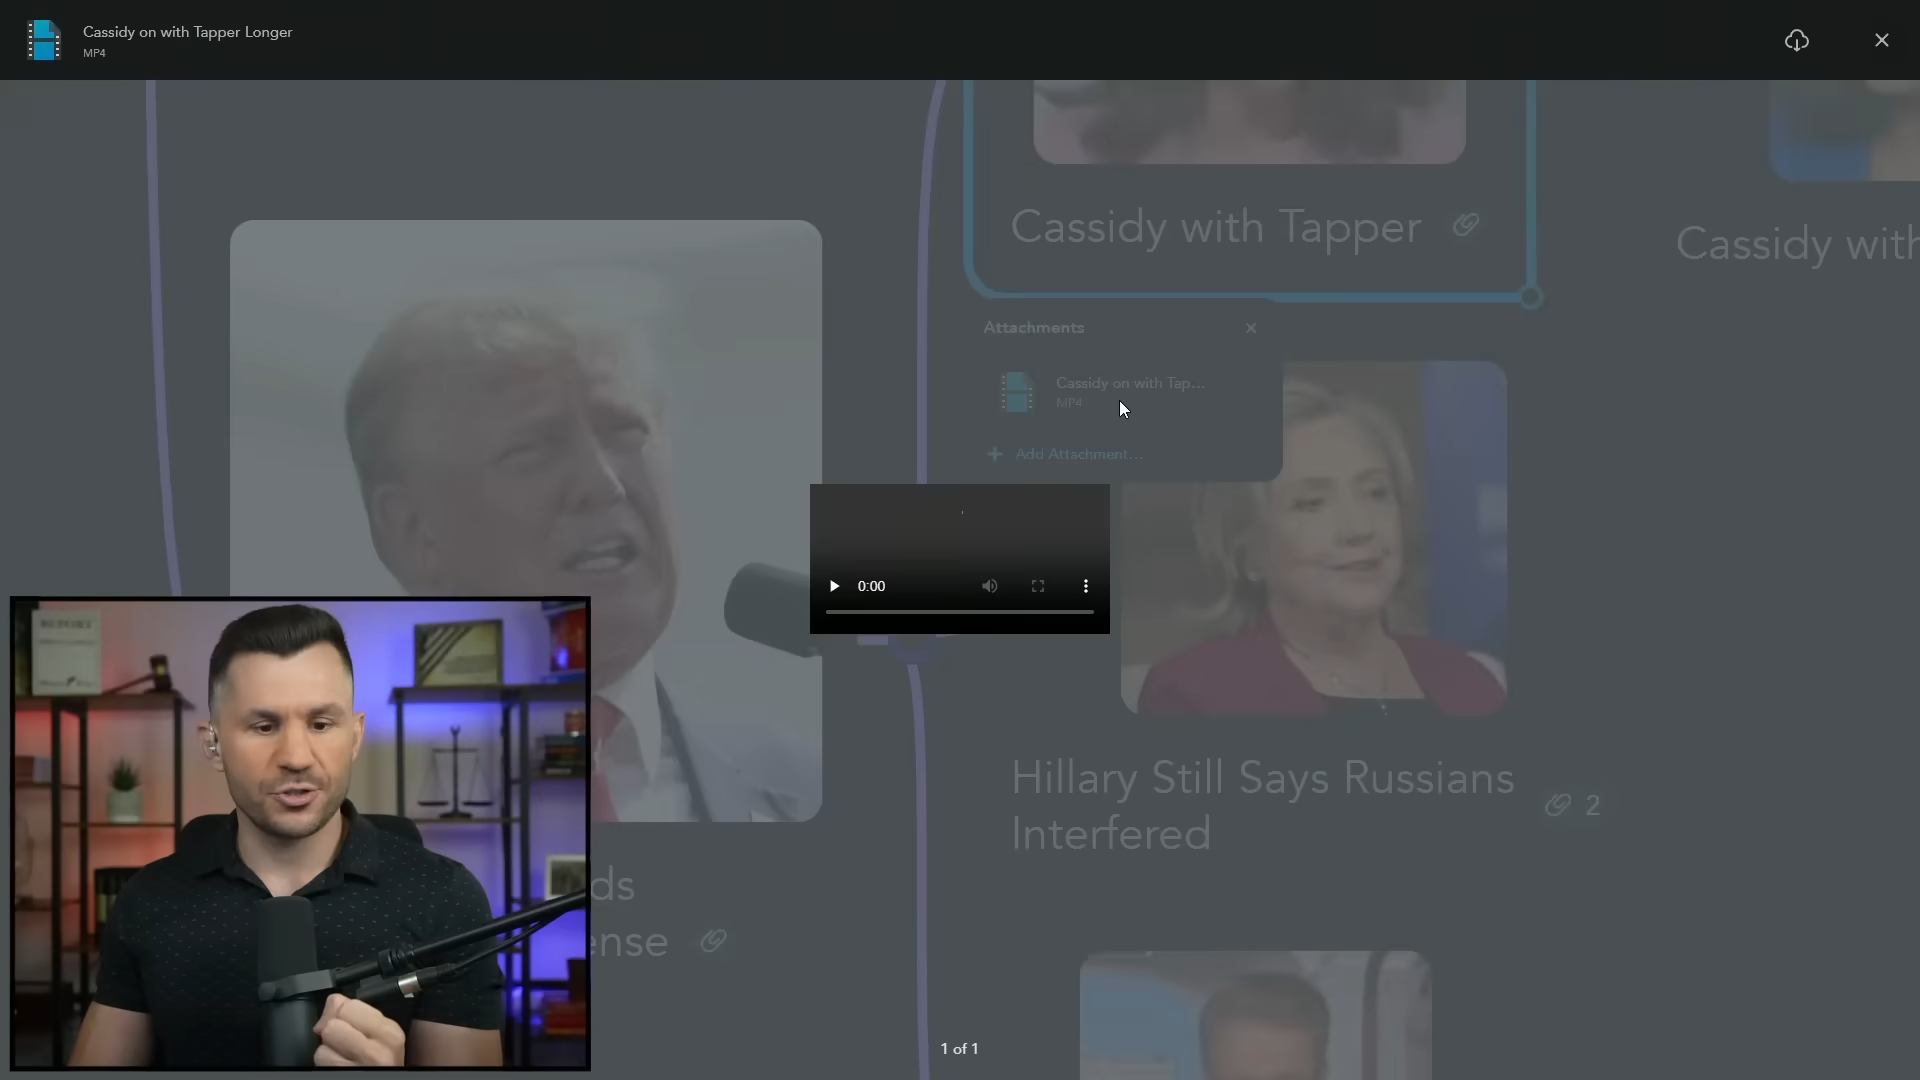 Cassidy on with Tapper Longer
MP4
Cassidy with Tapper
Cassidy with
Attachments
Cassidy on with Tap...
MP4
Add Attachment...
0:00
Hillary Still Says Russians
Interfered
2
ds
ense
REPORT
1 of 1